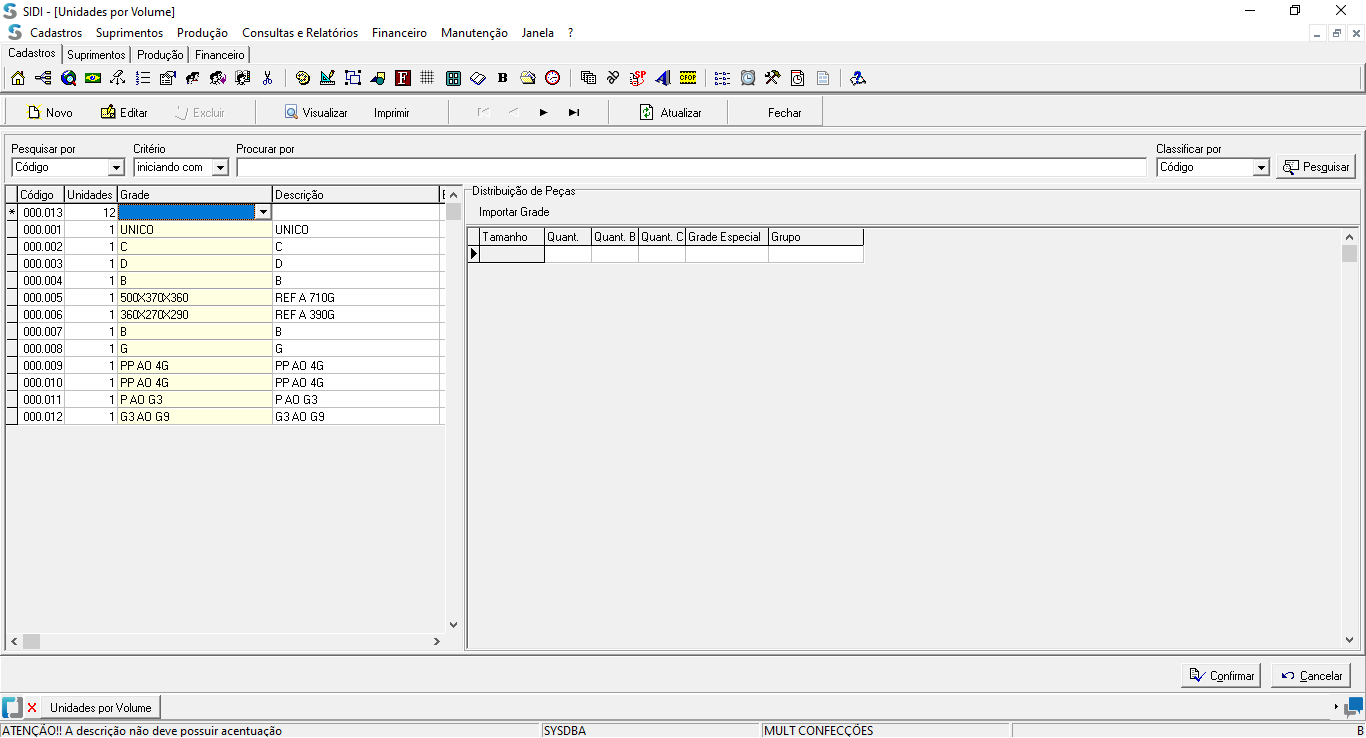 SIDI - [Unidades por Volume]
Cadastros Suprimentos Produção Consultas e Relatórios Financeiro Manutenção Janela ?
Cadastros Suprimentos Produção Financeiro
Novo Editar Excluir Visualizar Imprimir Atualizar Fechar
Pesquisar por Critério Procurar por Classificar por
Código iniciando com Código Pesquisar
Código Unidades Grade Descrição
* 000.013 12
000.001 1 UNICO UNICO
000.002 1 C C
000.003 1 D D
000.004 1 B B
000.005 1 500X370X360 REF A 710G
000.006 1 360X270X290 REF A 390G
000.007 1 B B
000.008 1 G G
000.009 1 PP AO 4G PP AO 4G
000.010 1 PP AO 4G PP AO 4G
000.011 1 P AO G3 P AO G3
000.012 1 G3 AO G9 G3 AO G9
Distribuição de Peças
Importar Grade
Tamanho Quant. Quant. B Quant. C Grade Especial Grupo
Confirmar Cancelar
Unidades por Volume
ATENÇÃO!! A descrição não deve possuir acentuação SYSDBA MULT CONFECÇÕES B